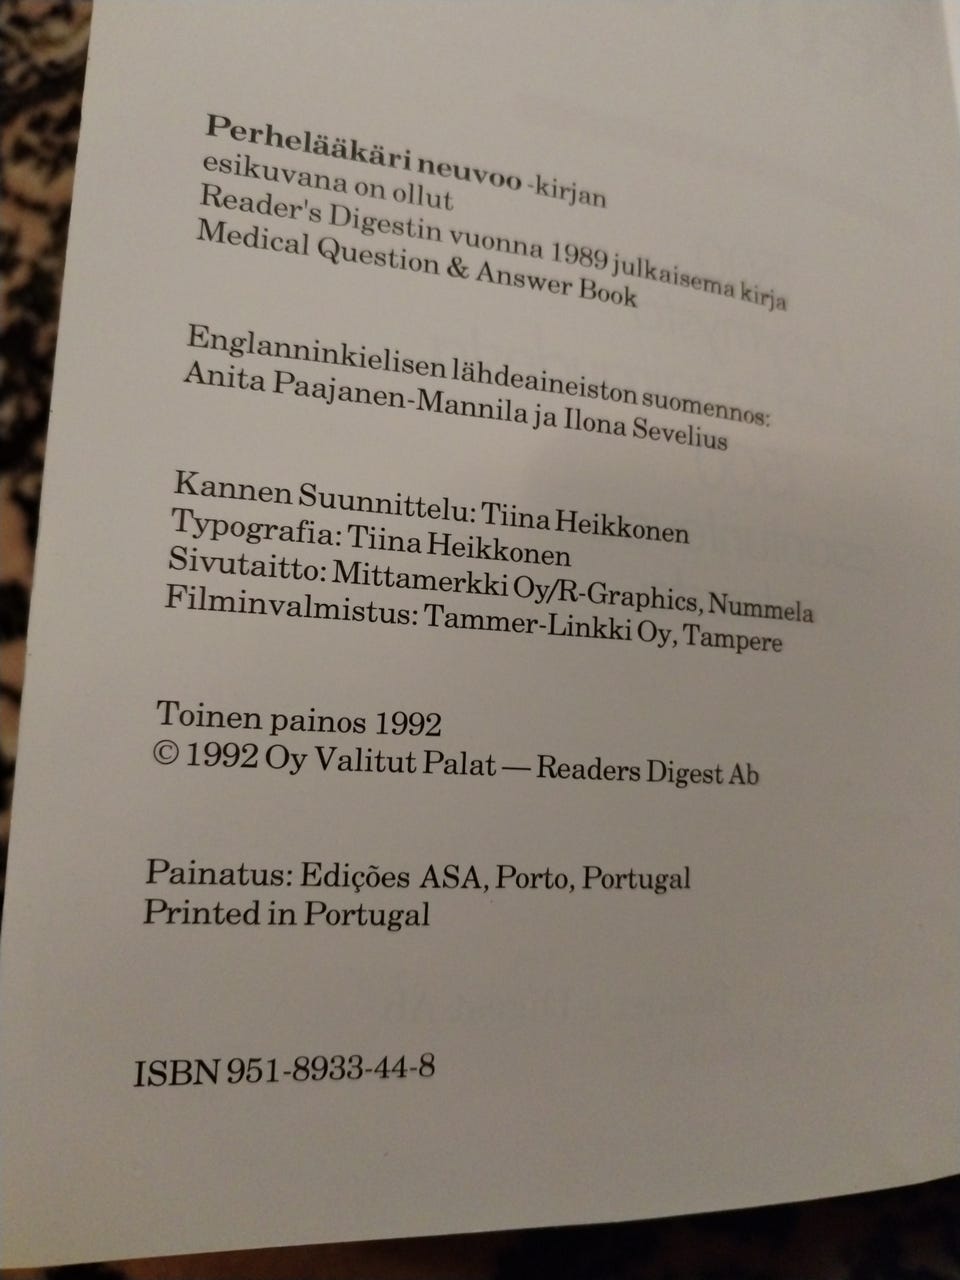 Perhelääkäri neuvoo -kirjan
esikuvana on ollut
Reader's Digestin vuonna 1989 julkaisema kirja
Medical Question & Answer Book
Englanninkielisen lähdeaineiston suomennos:
Anita Paajanen-Mannila ja Ilona Sevelius
Kannen Suunnittelu: Tiina Heikkonen
Typografia: Tiina Heikkonen
Sivutaitto: Mittamerkki Oy/R-Graphics, Nummela
Filminvalmistus: Tammer-Linkki Oy, Tampere
Toinen painos 1992
© 1992 Oy Valitut Palat — Readers Digest Ab
Painatus: Edições ASA, Porto, Portugal
Printed in Portugal
ISBN 951-8933-44-8